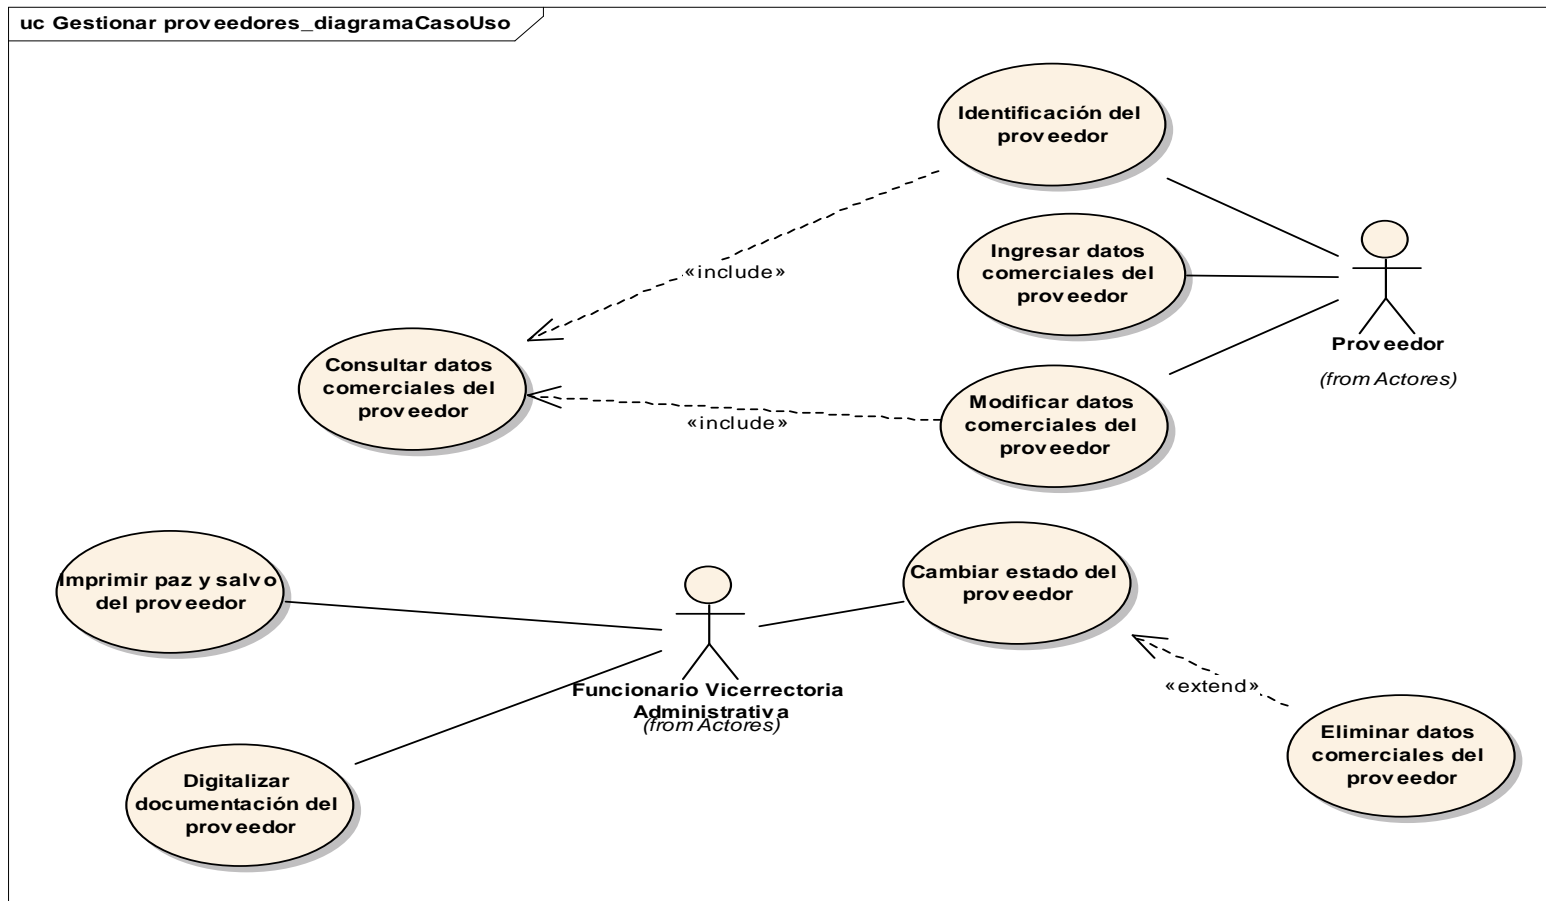 uc Gestionar proveedores_diagramaCasoUso
Identificación del
proveedor
Ingresar datos
comerciales del
proveedor
«include»
Proveedor
(from Actores)
Consultar datos
comerciales del
proveedor
Modificar datos
comerciales del
proveedor
«include»
Imprimir paz y salvo
del proveedor
Cambiar estado del
proveedor
Funcionario Vicerrectoria
Administrativa
(from Actores)
«extend»
Eliminar datos
comerciales del
proveedor
Digitalizar
documentación del
proveedor